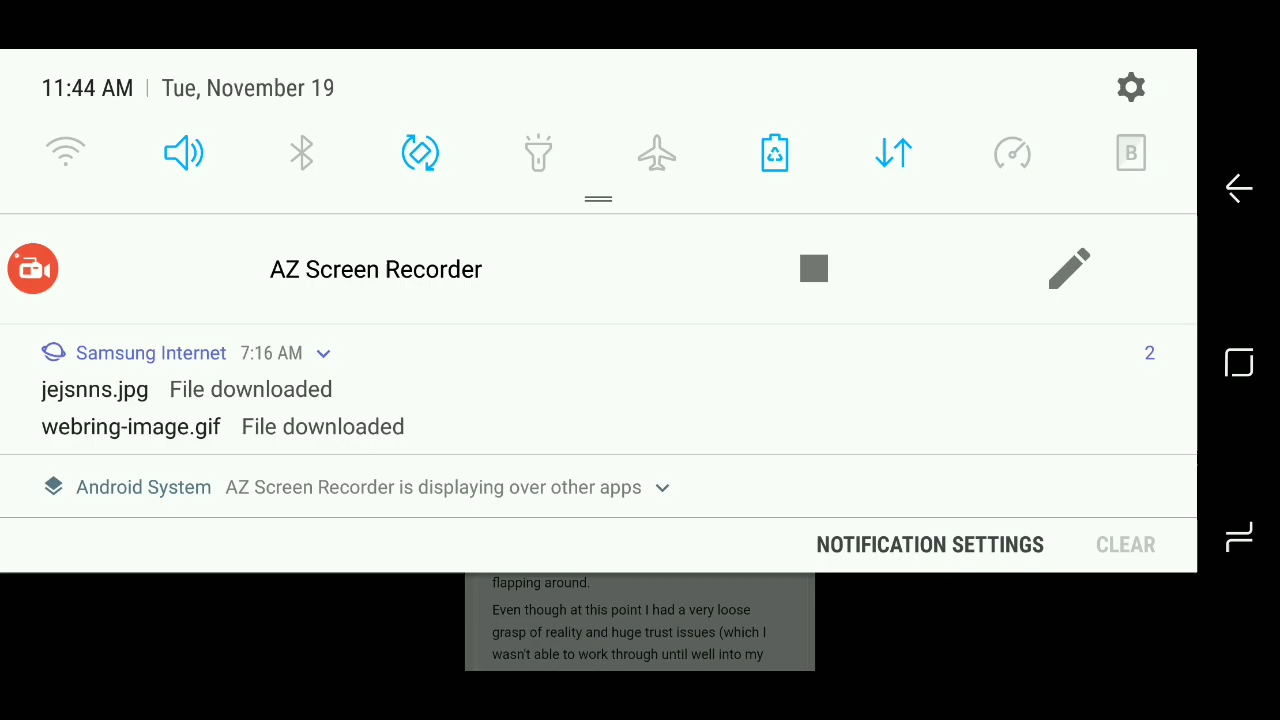 11:44 AM | Tue, November 19
B
AZ Screen Recorder
Samsung Internet 7:16 AM 2
jejsnns.jpg File downloaded
webring-image.gif File downloaded
Android System AZ Screen Recorder is displaying over other apps
NOTIFICATION SETTINGS CLEAR
flapping around.
Even though at this point I had a very loose
grasp of reality and huge trust issues (which I
wasn't able to work through until well into my